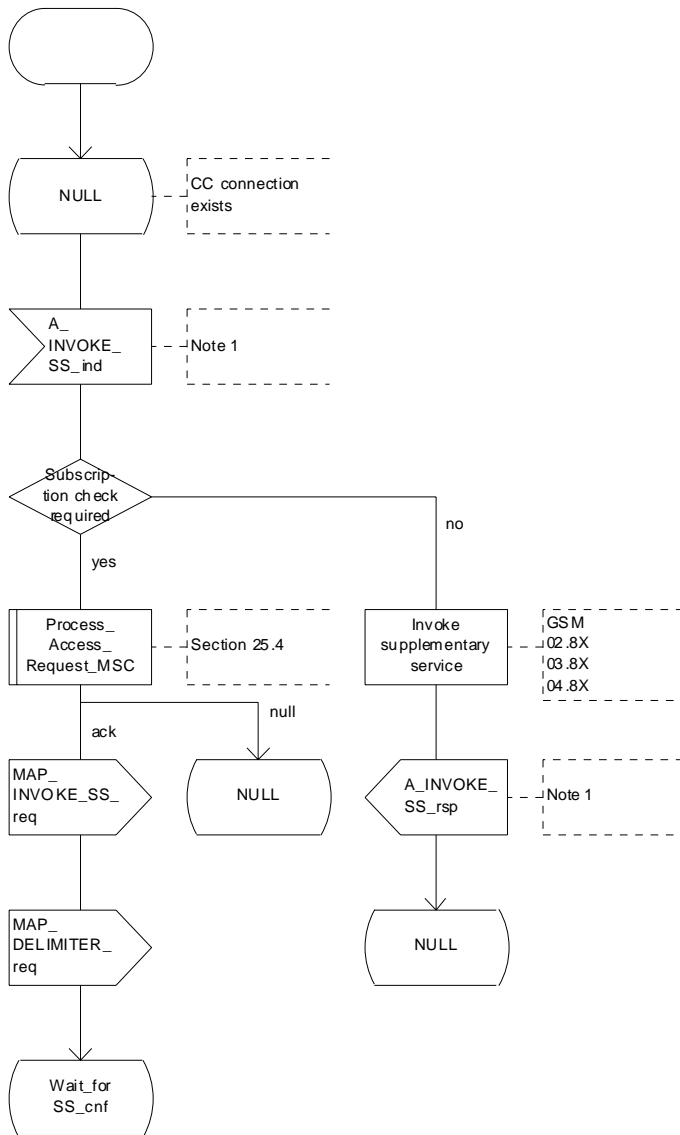 NULL
CC connection
exists
A_
INVOKE_
SS_ind
Note 1
Subscrip-
tion check
required
no
yes
Process_
Access_
Request_MSC
Section 25.4
Invoke
supplementary
service
GSM
02.8X
03.8X
04.8X
null
ack
MAP_
INVOKE_SS_
req
NULL
A_INVOKE_
SS_rsp
Note 1
MAP_
DELIMITER_
req
NULL
Wait_for
SS_cnf